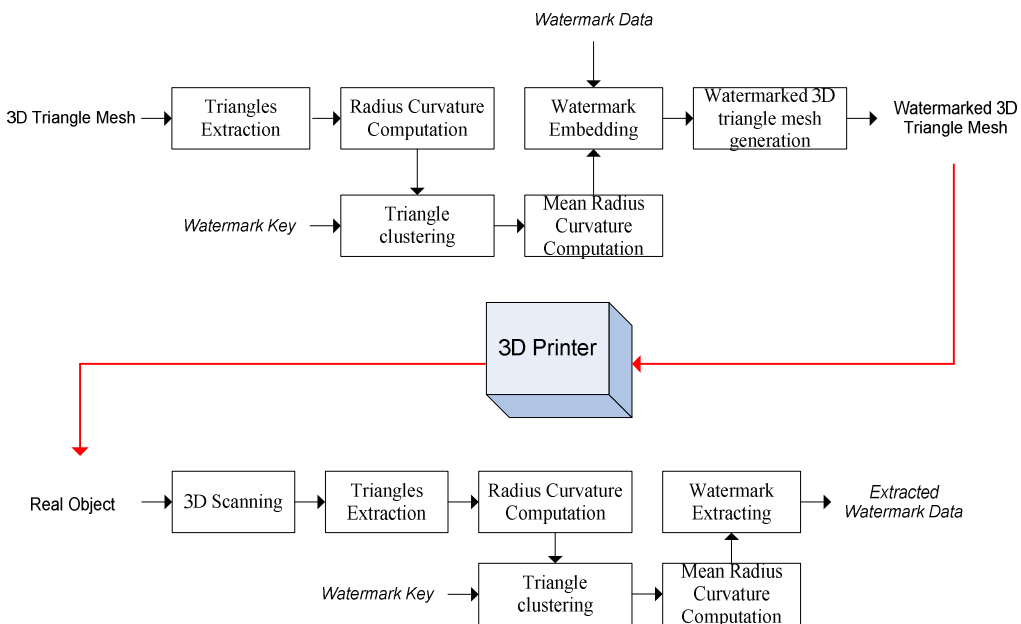 Watermark Data
3D Triangle Mesh
Triangles
Extraction
Radius Curvature
Computation
Watermark
Embedding
Watermarked 3D
triangle mesh
generation
Watermarked 3D
Triangle Mesh
Watermark Key
Triangle
clustering
Mean Radius
Curvature
Computation
3D Printer
Real Object
3D Scanning
Triangles
Extraction
Radius Curvature
Computation
Watermark
Extracting
Extracted
Watermark Data
Watermark Key
Triangle
clustering
Mean Radius
Curvature
Computation